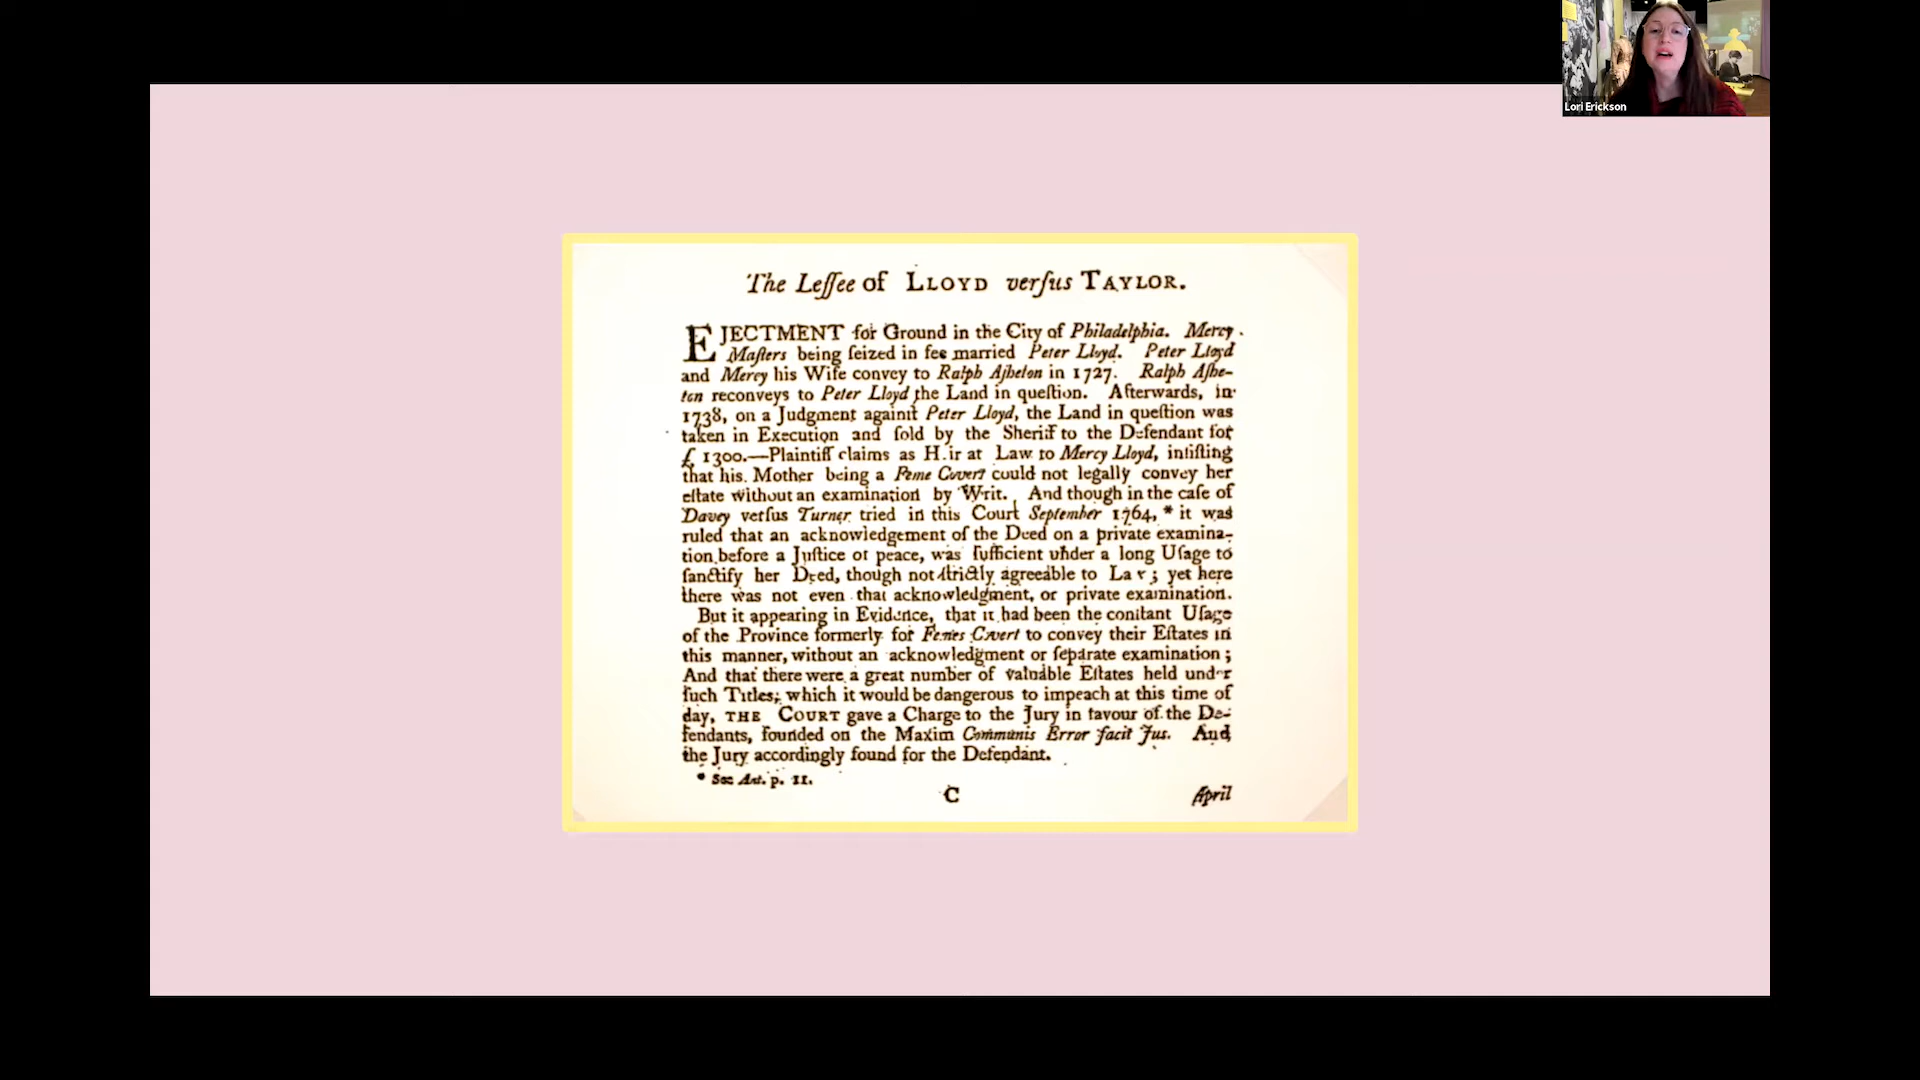 Lori Erickson
The Leſſee of LLOYD verſus TAYLOR.
EJECTMENT for Ground in the City of Philadelphia. Mercy
Maſters being ſeized in fee married Peter Lloyd. Peter Lloyd
and Mercy his Wife convey to Ralph Aſheton in 1727. Ralph Aſhe-
ton reconveys to Peter Lloyd the Land in queſtion. Afterwards, in
1738, on a Judgment againſt Peter Lloyd, the Land in queſtion was
taken in Execution and ſold by the Sheriff to the Defendant for
£ 1300.—Plaintiff claims as H.ir at Law to Mercy Lloyd, inſiſting
that his Mother being a Feme Covert could not legally convey her
eſtate without an examination by Writ. And though in the caſe of
Davey verſus Turner tried in this Court September 1764, * it was
ruled that an acknowledgement of the Deed on a private examina-
tion before a Juſtice of peace, was ſufficient under a long Uſage to
ſanctify her Deed, though not ſtrictly agreeable to Law; yet here
there was not even that acknowledgment, or private examination.
But it appearing in Evidence, that it had been the conſtant Uſage
of the Province formerly for Femes Covert to convey their Eſtates in
this manner, without an acknowledgment or ſeparate examination;
And that there were a great number of valuable Eſtates held under
ſuch Titles; which it would be dangerous to impeach at this time of
day, THE COURT gave a Charge to the Jury in favour of the De-
fendants, founded on the Maxim Communis Error facit Jus. And
the Jury accordingly found for the Defendant.
* See Ant. p. 11.
C April